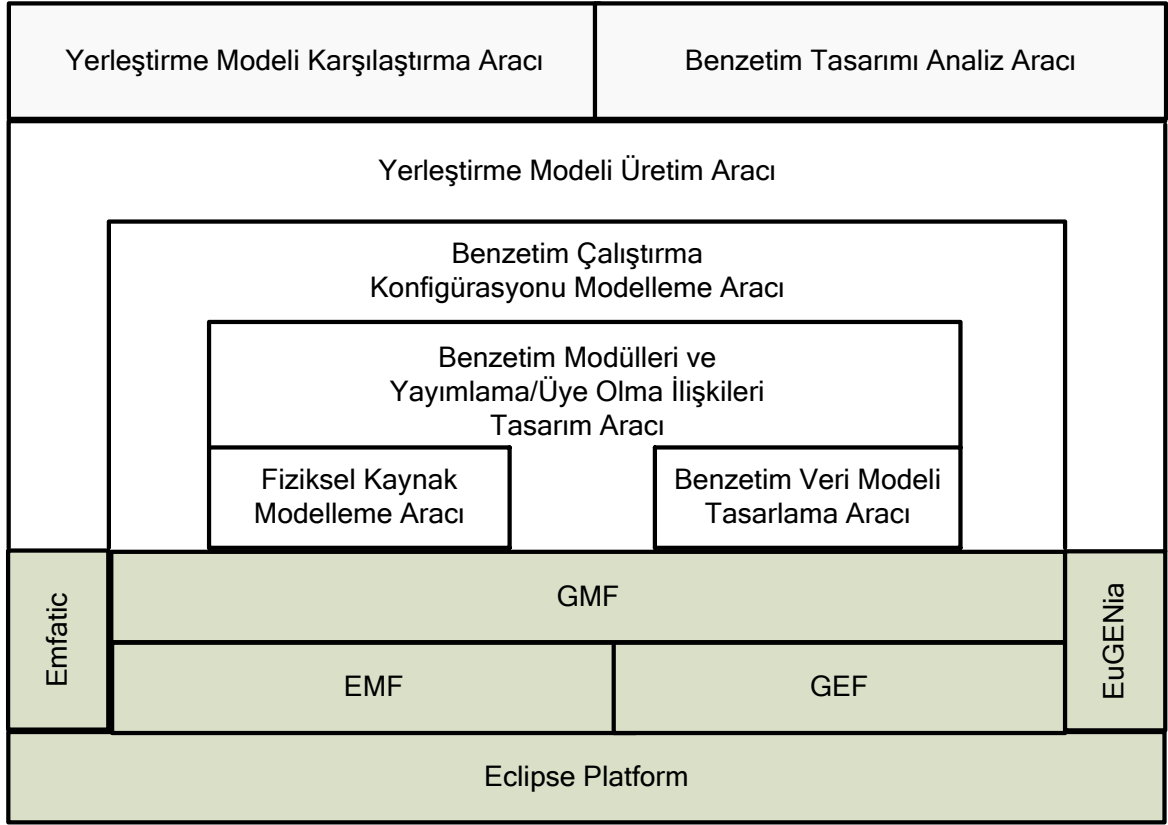 Yerleştirme Modeli Karşılaştırma Aracı
Benzetim Tasarımı Analiz Aracı
Yerleştirme Modeli Üretim Aracı
Benzetim Çalıştırma
Konfigürasyonu Modelleme Aracı
Benzetim Modülleri ve
Yayımlama/Üye Olma İlişkileri
Tasarım Aracı
Fiziksel Kaynak
Modelleme Aracı
Benzetim Veri Modeli
Tasarlama Aracı
Emfatic
GMF
EuGENia
EMF
GEF
Eclipse Platform